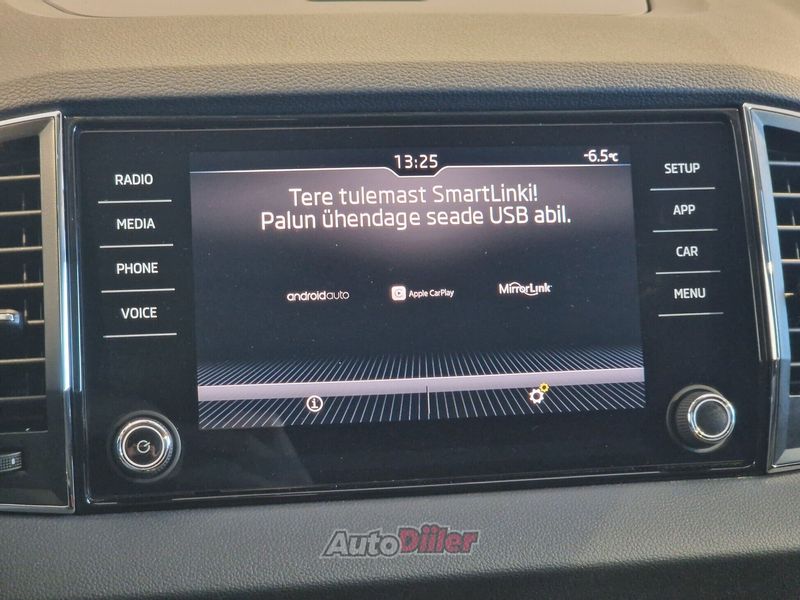 13:25
-6.5°C
Tere tulemast SmartLinki!
Palun ühendage seade USB abil.
androidauto
Apple CarPlay
MirrorLink
RADIO
MEDIA
PHONE
VOICE
SETUP
APP
CAR
MENU
AutoDiiler